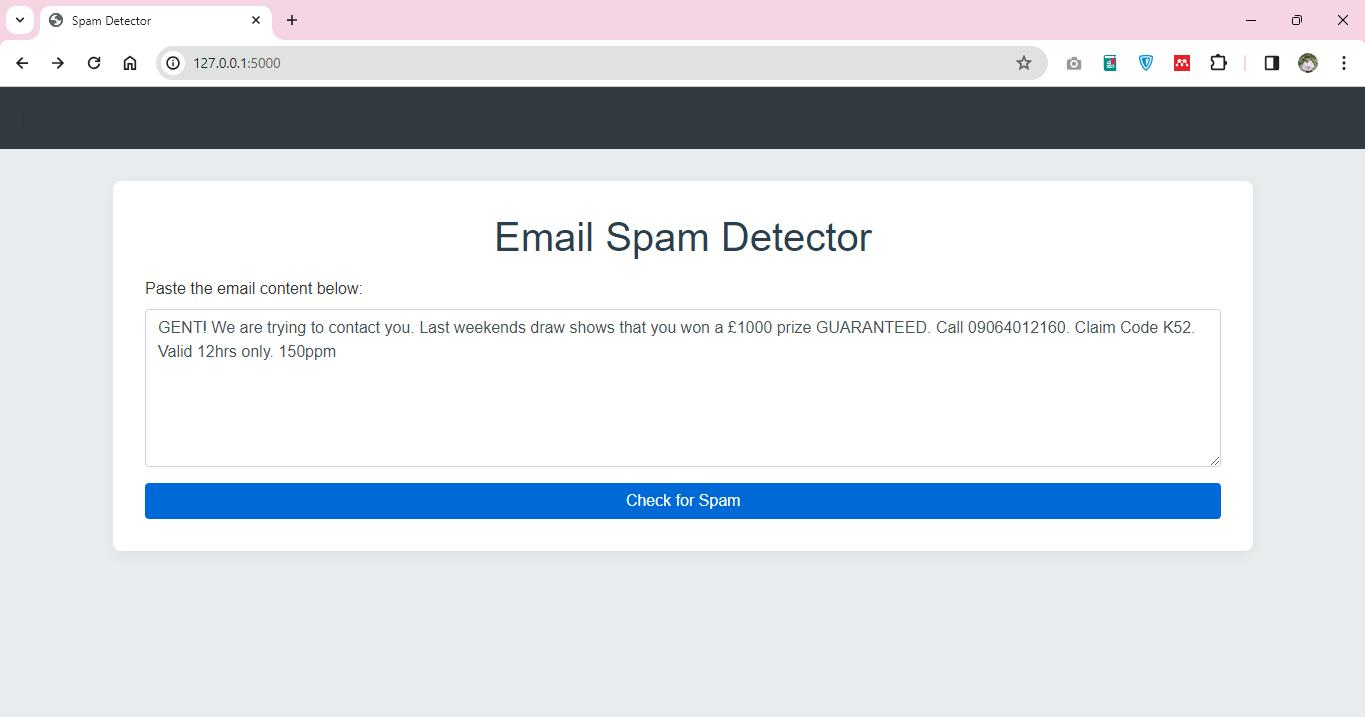 Spam Detector
127.0.0.1:5000
Email Spam Detector
Paste the email content below:
GENT! We are trying to contact you. Last weekends draw shows that you won a £1000 prize GUARANTEED. Call 09064012160. Claim Code K52.
Valid 12hrs only. 150ppm
Check for Spam